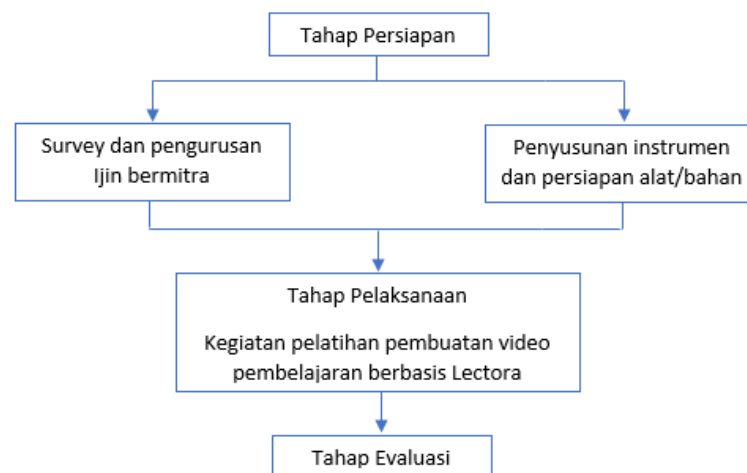 Tahap Persiapan
Survey dan pengurusan
Ijin bermitra
Penyusunan instrumen
dan persiapan alat/bahan
Tahap Pelaksanaan
Kegiatan pelatihan pembuatan video
pembelajaran berbasis Lectora
Tahap Evaluasi